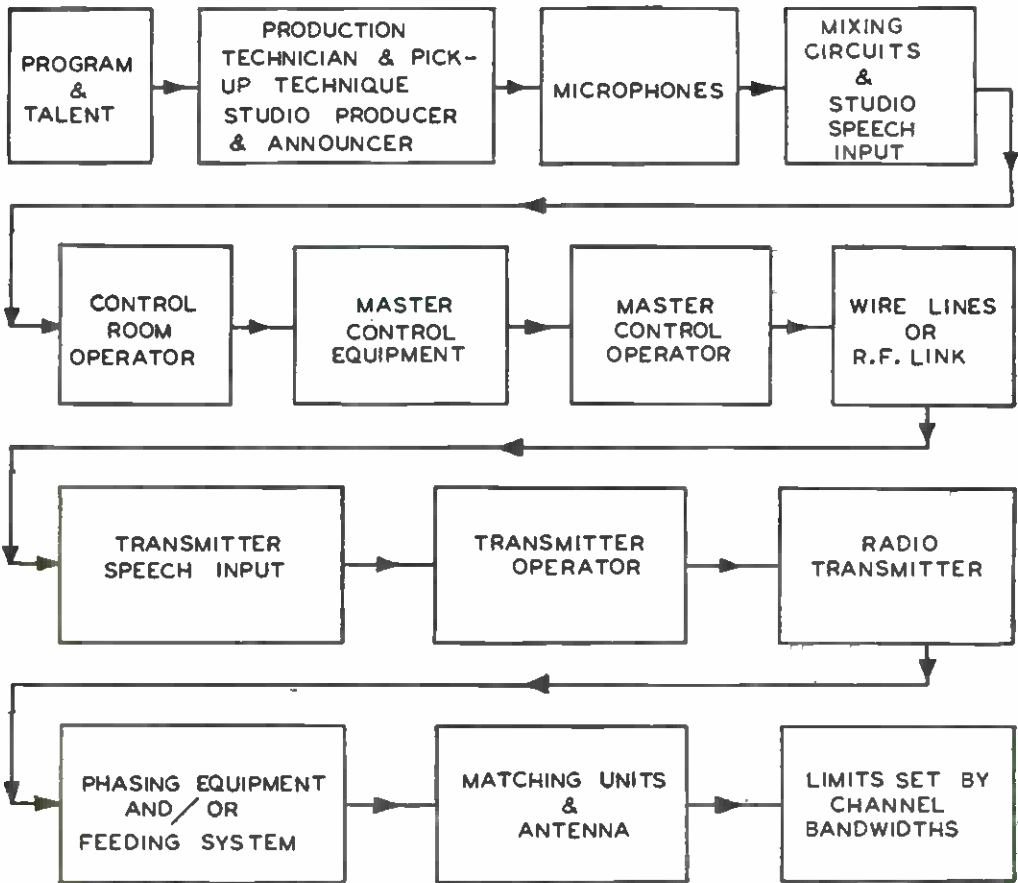 PROGRAM
&
TALENT
PRODUCTION
TECHNICIAN & PICK-
UP TECHNIQUE
STUDIO PRODUCER
& ANNOUNCER
MICROPHONES
MIXING
CIRCUITS
&
STUDIO
SPEECH
INPUT
CONTROL
ROOM
OPERATOR
MASTER
CONTROL
EQUIPMENT
MASTER
CONTROL
OPERATOR
WIRE LINES
OR
R.F. LINK
TRANSMITTER
SPEECH INPUT
TRANSMITTER
OPERATOR
RADIO
TRANSMITTER
PHASING EQUIPMENT
AND/OR
FEEDING SYSTEM
MATCHING UNITS
&
ANTENNA
LIMITS SET BY
CHANNEL
BANDWIDTHS